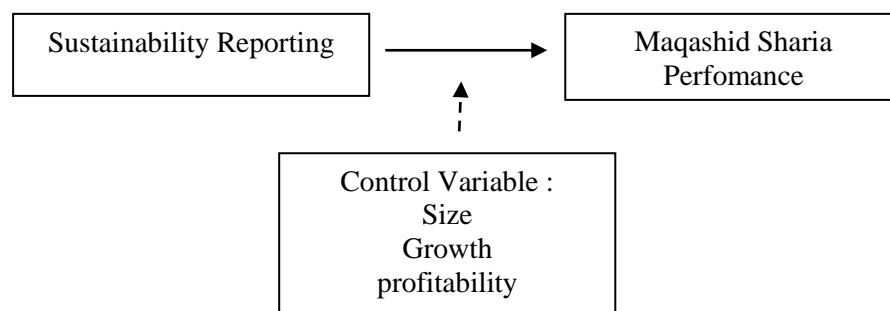 Sustainability Reporting
Maqashid Sharia
Perfomance
Control Variable :
Size
Growth
profitability